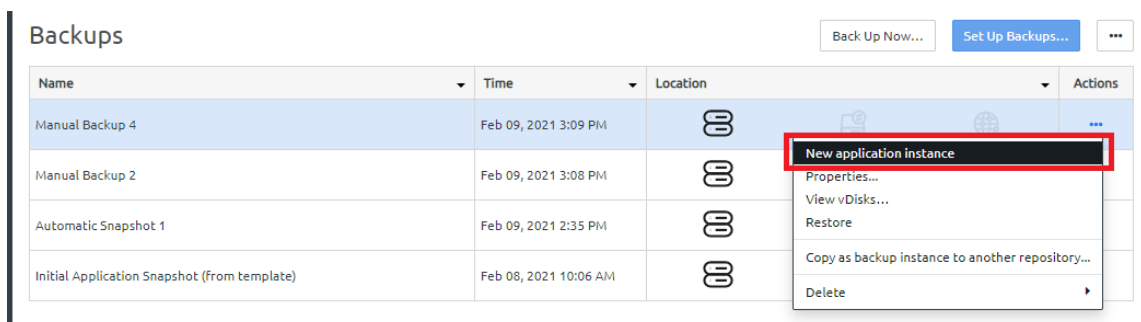 Backups
Back Up Now...
Set Up Backups...
Name
Time
Location
Actions
Manual Backup 4
Feb 09, 2021 3:09 PM
New application instance
Manual Backup 2
Feb 09, 2021 3:08 PM
Properties...
View vDisks...
Automatic Snapshot 1
Feb 09, 2021 2:35 PM
Restore
Copy as backup instance to another repository...
Initial Application Snapshot (from template)
Feb 08, 2021 10:06 AM
Delete